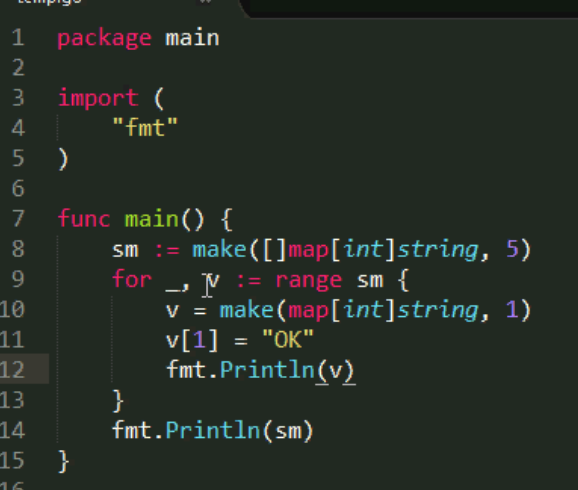 temp.go
1 package main
2
3 import (
4 "fmt"
5 )
6
7 func main() {
8 sm := make([]map[int]string, 5)
9 for _, v := range sm {
10 v = make(map[int]string, 1)
11 v[1] = "OK"
12 fmt.Println(v)
13 }
14 fmt.Println(sm)
15 }
16